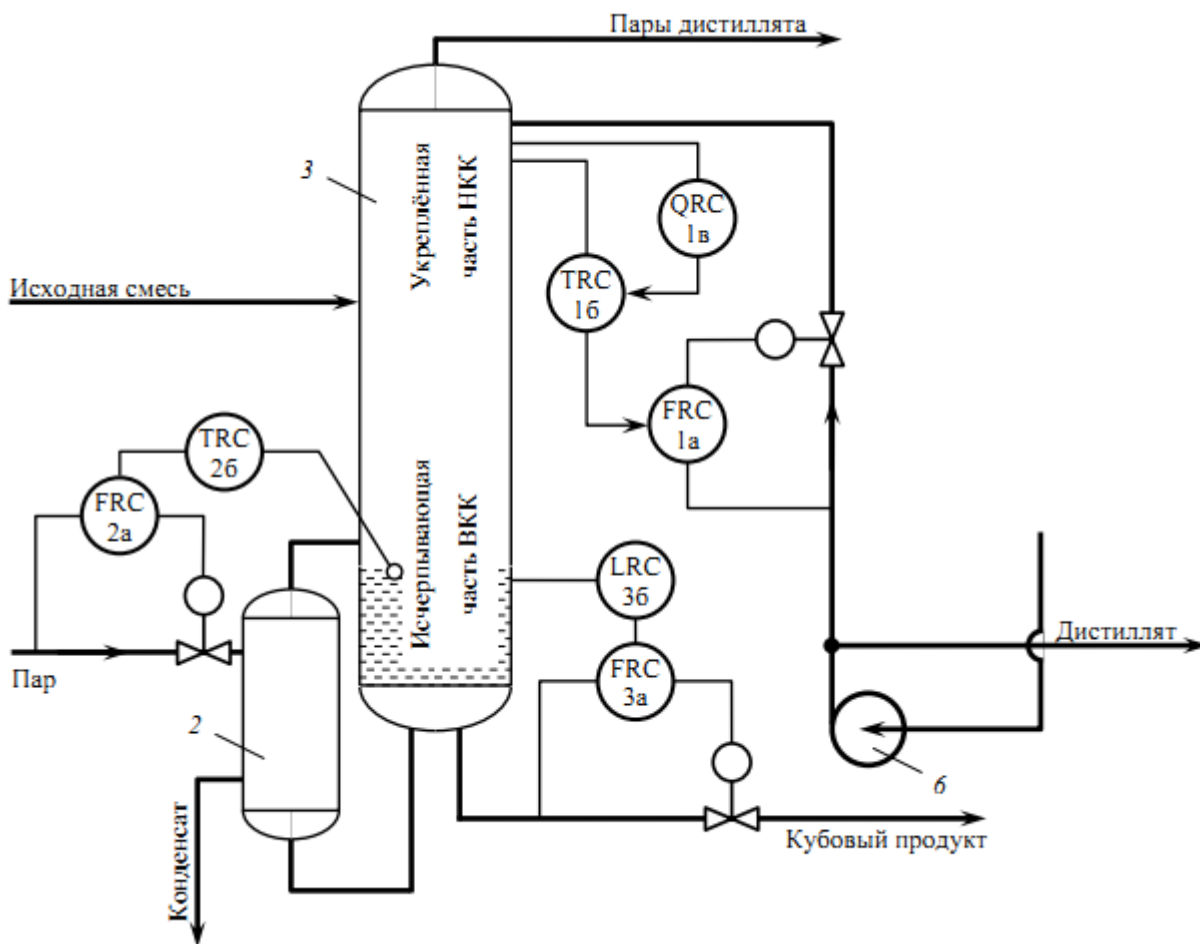 Пары дистиллята
3
Укреплённая
часть НКК
QRC
1в
TRC
1б
Исходная смесь
FRC
1а
TRC
2б
FRC
2а
Исчерпывающая
часть ВКК
LRC
3б
Дистиллят
Пар
FRC
3а
2
6
Конденсат
Кубовый продукт